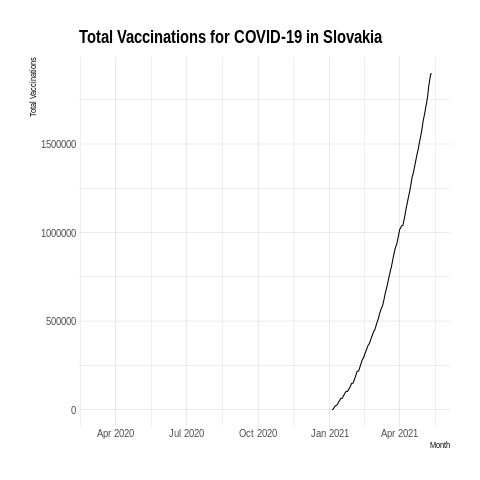 Total Vaccinations for COVID-19 in Slovakia
Total Vaccinations
1500000
1000000
500000
0
Apr 2020 Jul 2020 Oct 2020 Jan 2021 Apr 2021
Month